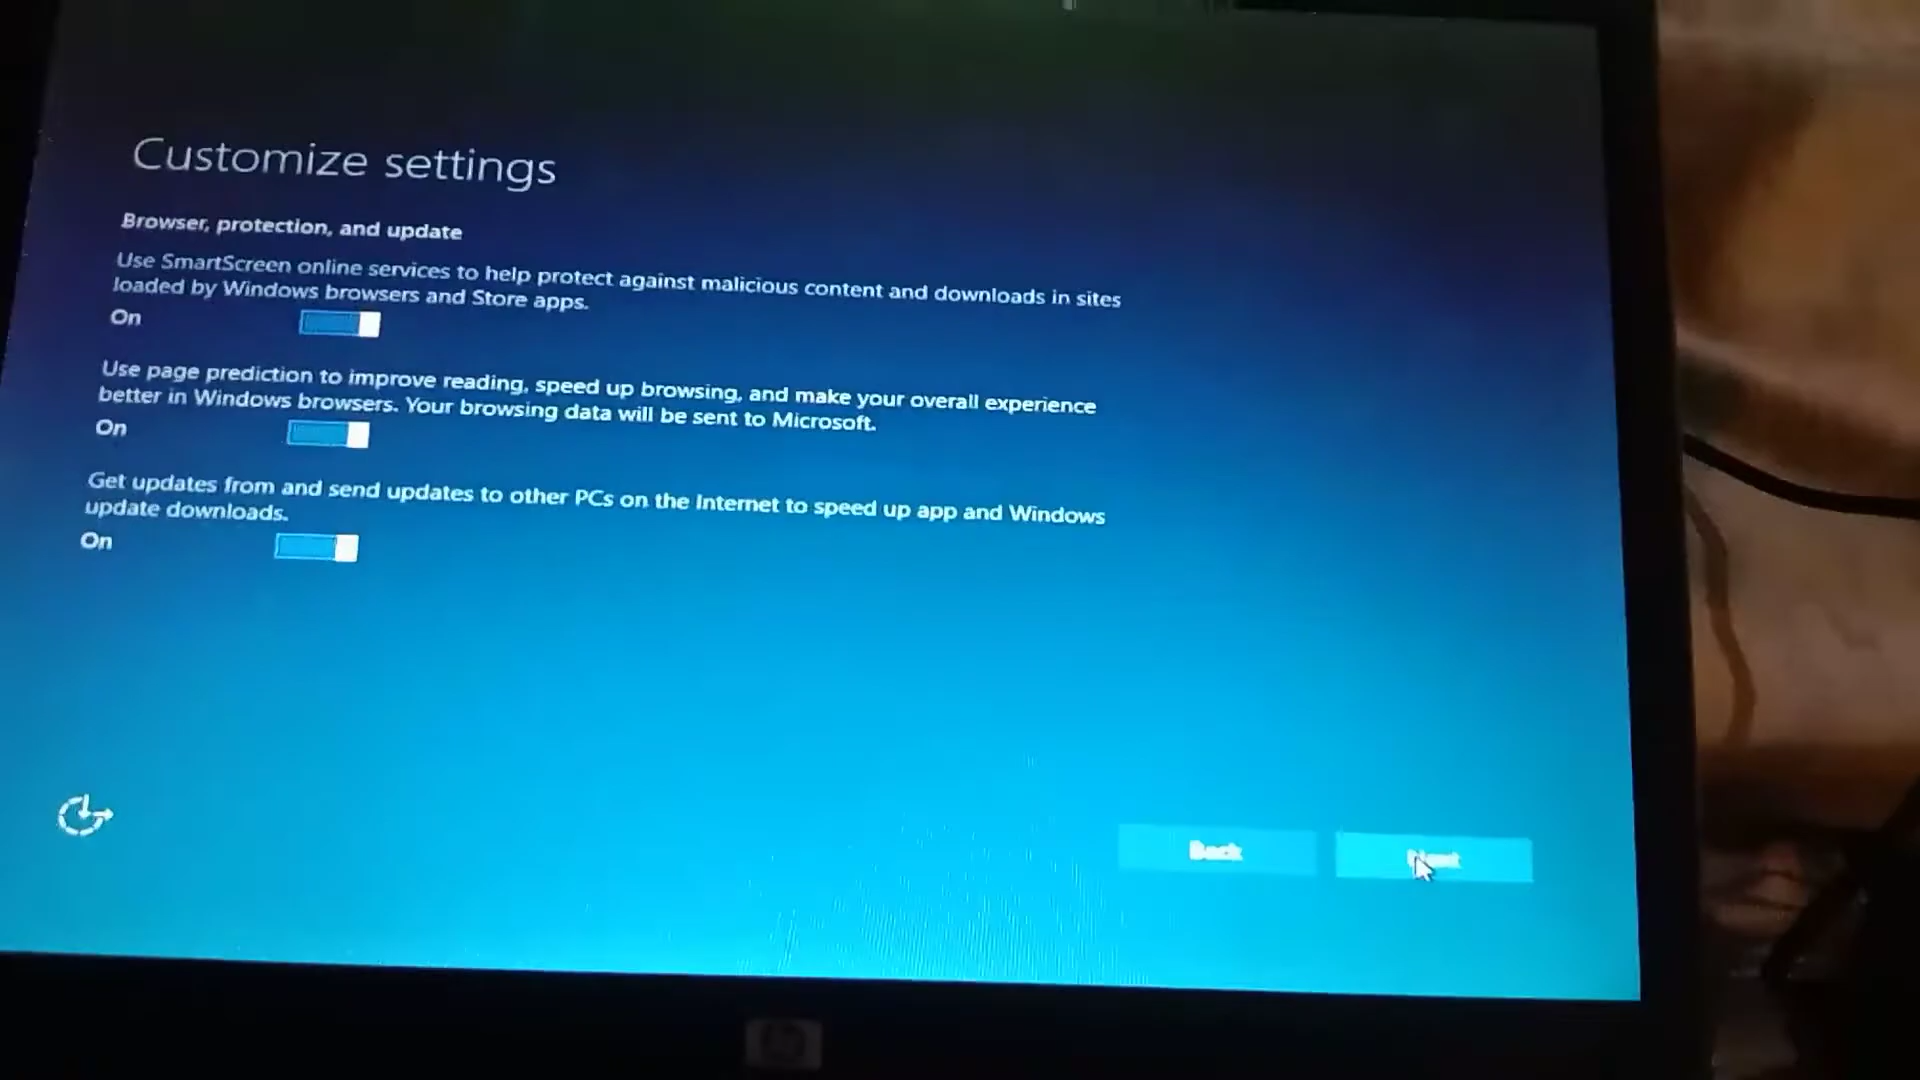 Customize settings
Browser, protection, and update
Use SmartScreen online services to help protect against malicious content and downloads in sites
loaded by Windows browsers and Store apps.
On
Use page prediction to improve reading, speed up browsing, and make your overall experience
better in Windows browsers. Your browsing data will be sent to Microsoft.
On
Get updates from and send updates to other PCs on the Internet to speed up app and Windows
update downloads.
On
Back
Next
hp